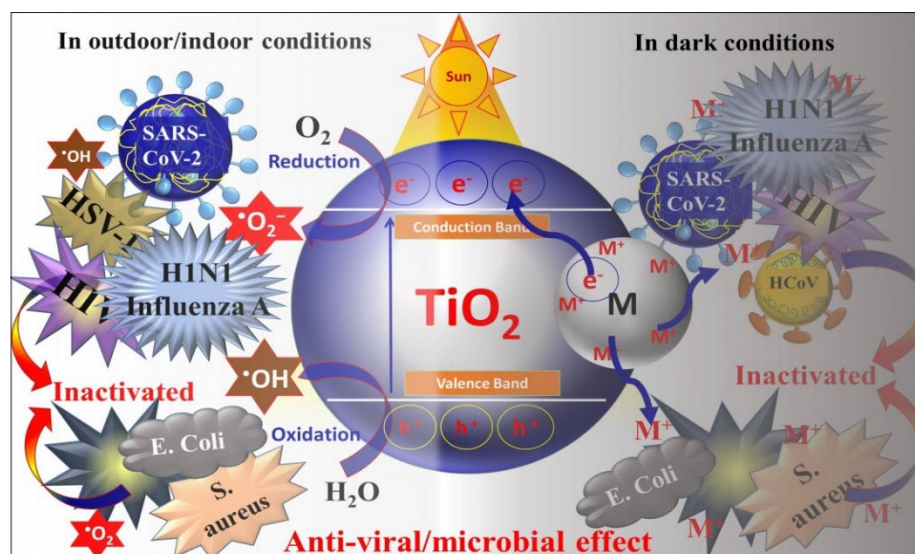 In outdoor/indoor conditions
Sun
In dark conditions
SARS-
CoV-2
•OH
HSV-1
•O₂⁻
HIV
H1N1
Influenza A
•OH
Inactivated
E. Coli
S.
aureus
•O₂
O₂
Reduction
e⁻ e⁻ e⁻
Conduction Band
TiO₂
Valence Band
h⁺ h⁺ h⁺
Oxidation
H₂O
M⁺
e⁻
M⁺
M⁺
M
M⁺
M
M⁺
M⁺
M⁺
H1N1
Influenza A
SARS-
CoV-2
HIV
M⁺
HCoV
Inactivated
M⁺
M⁺
E. Coli
S.
aureus
M⁺
M⁺
Anti-viral/microbial effect